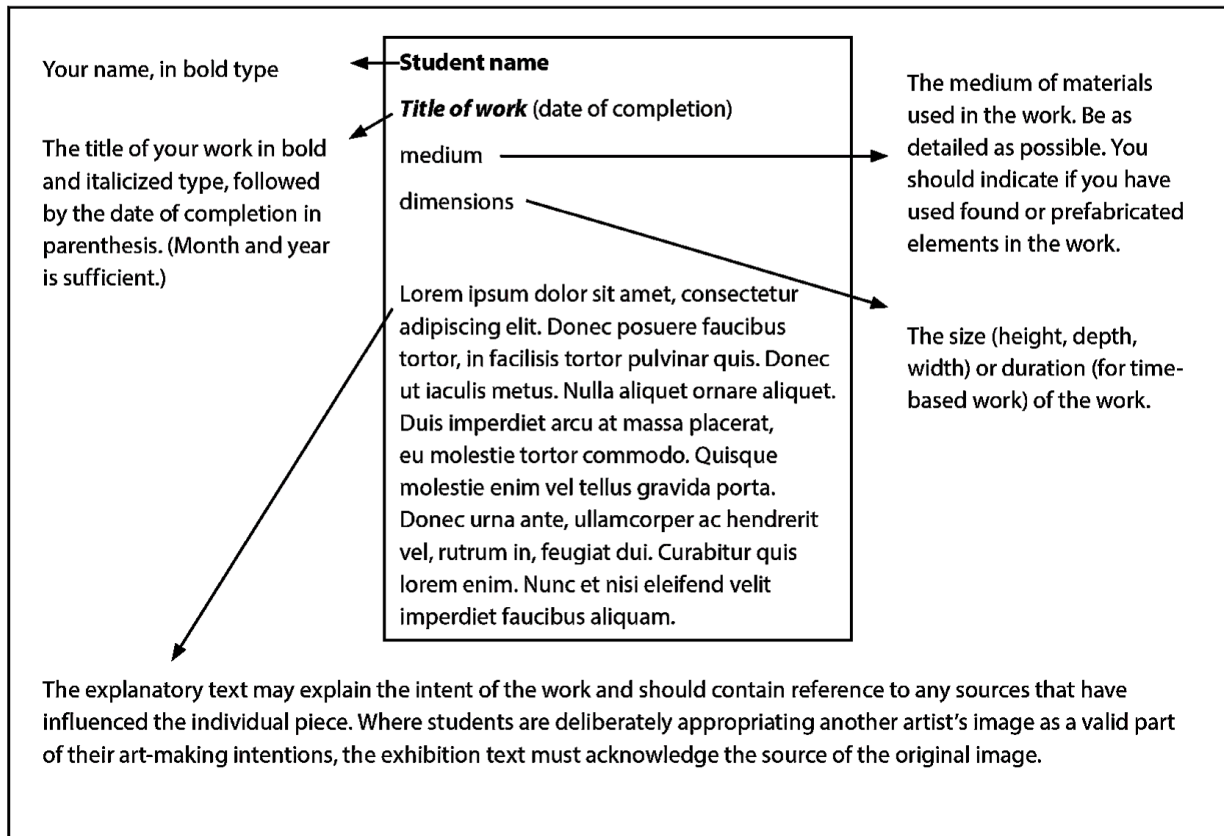 Your name, in bold type
The title of your work in bold
and italicized type, followed
by the date of completion in
parenthesis. (Month and year
is sufficient.)
Student name
Title of work (date of completion)
medium
dimensions
Lorem ipsum dolor sit amet, consectetur
adipiscing elit. Donec posuere faucibus
tortor, in facilisis tortor pulvinar quis. Donec
ut iaculis metus. Nulla aliquet ornare aliquet.
Duis imperdiet arcu at massa placerat,
eu molestie tortor commodo. Quisque
molestie enim vel tellus gravida porta.
Donec urna ante, ullamcorper ac hendrerit
vel, rutrum in, feugiat dui. Curabitur quis
lorem enim. Nunc et nisi eleifend velit
imperdiet faucibus aliquam.
The medium of materials
used in the work. Be as
detailed as possible. You
should indicate if you have
used found or prefabricated
elements in the work.
The size (height, depth,
width) or duration (for time-
based work) of the work.
The explanatory text may explain the intent of the work and should contain reference to any sources that have
influenced the individual piece. Where students are deliberately appropriating another artist’s image as a valid part
of their art-making intentions, the exhibition text must acknowledge the source of the original image.